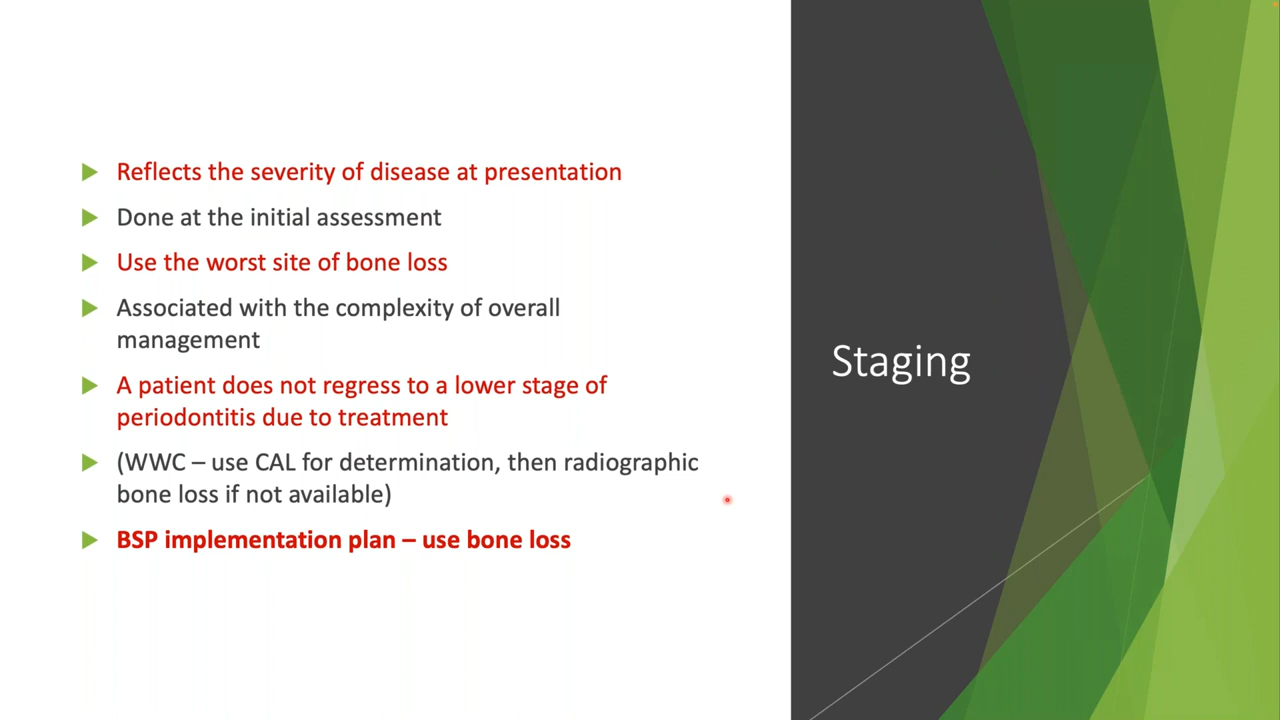 Reflects the severity of disease at presentation
Done at the initial assessment
Use the worst site of bone loss
Associated with the complexity of overall
management
A patient does not regress to a lower stage of
periodontitis due to treatment
(WWC – use CAL for determination, then radiographic
bone loss if not available)
BSP implementation plan – use bone loss
Staging